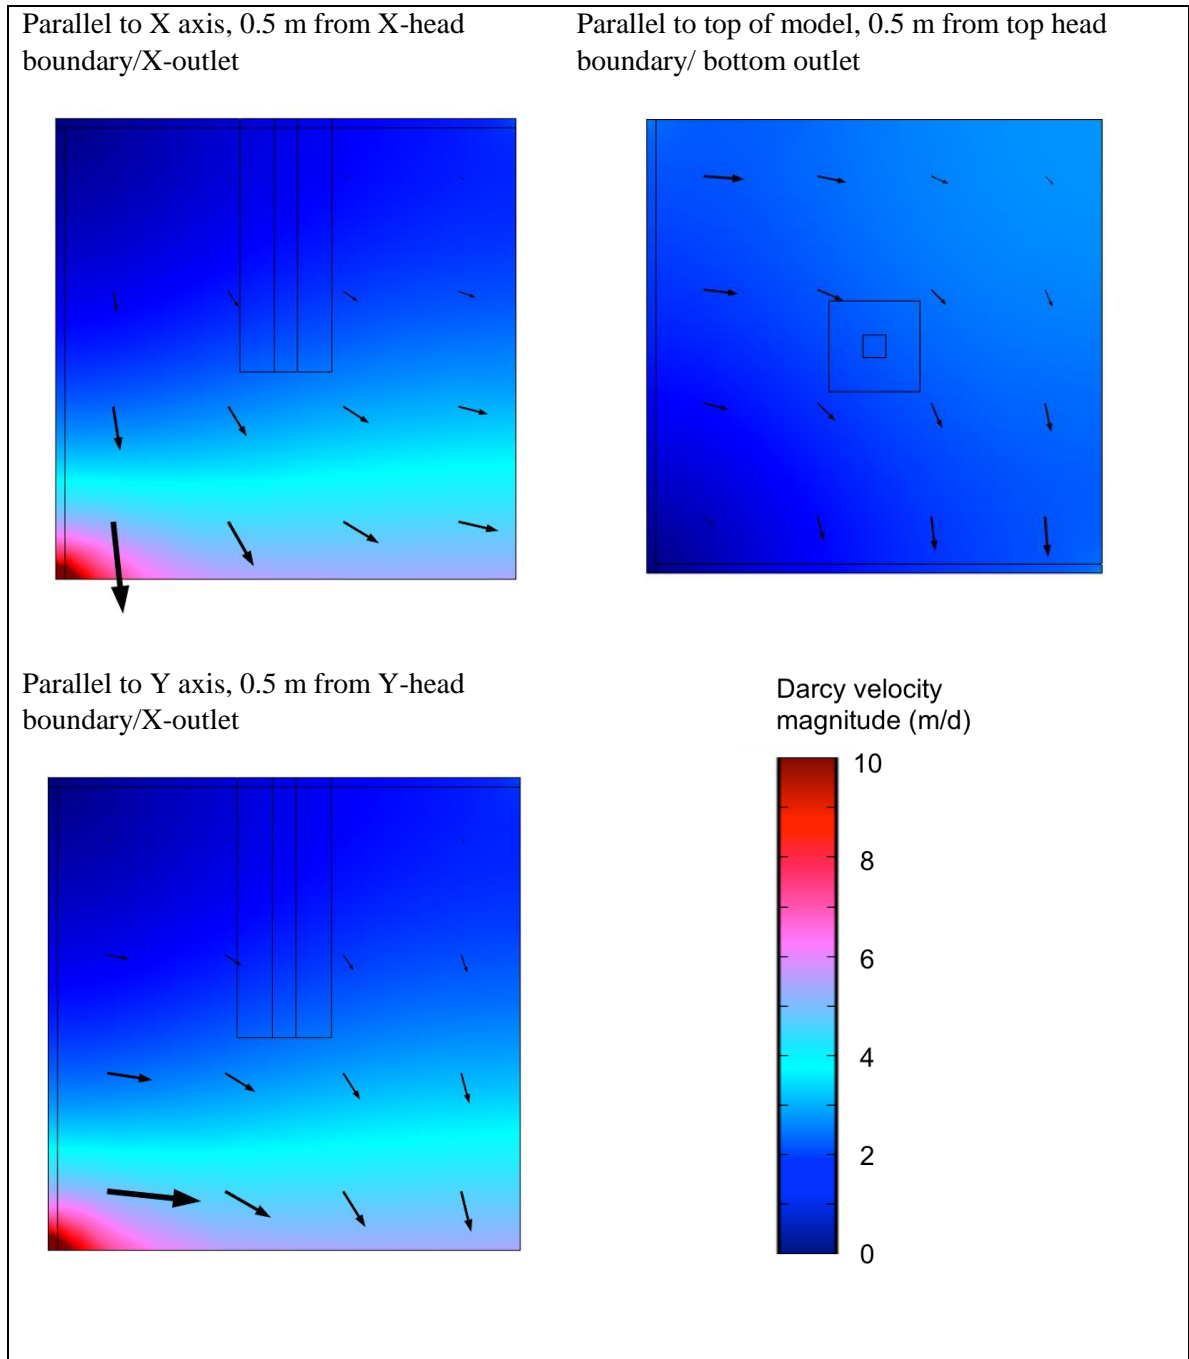 Parallel to X axis, 0.5 m from X-head
boundary/X-outlet
Parallel to top of model, 0.5 m from top head
boundary/ bottom outlet
Parallel to Y axis, 0.5 m from Y-head
boundary/X-outlet
Darcy velocity
magnitude (m/d)
10
8
6
4
2
0